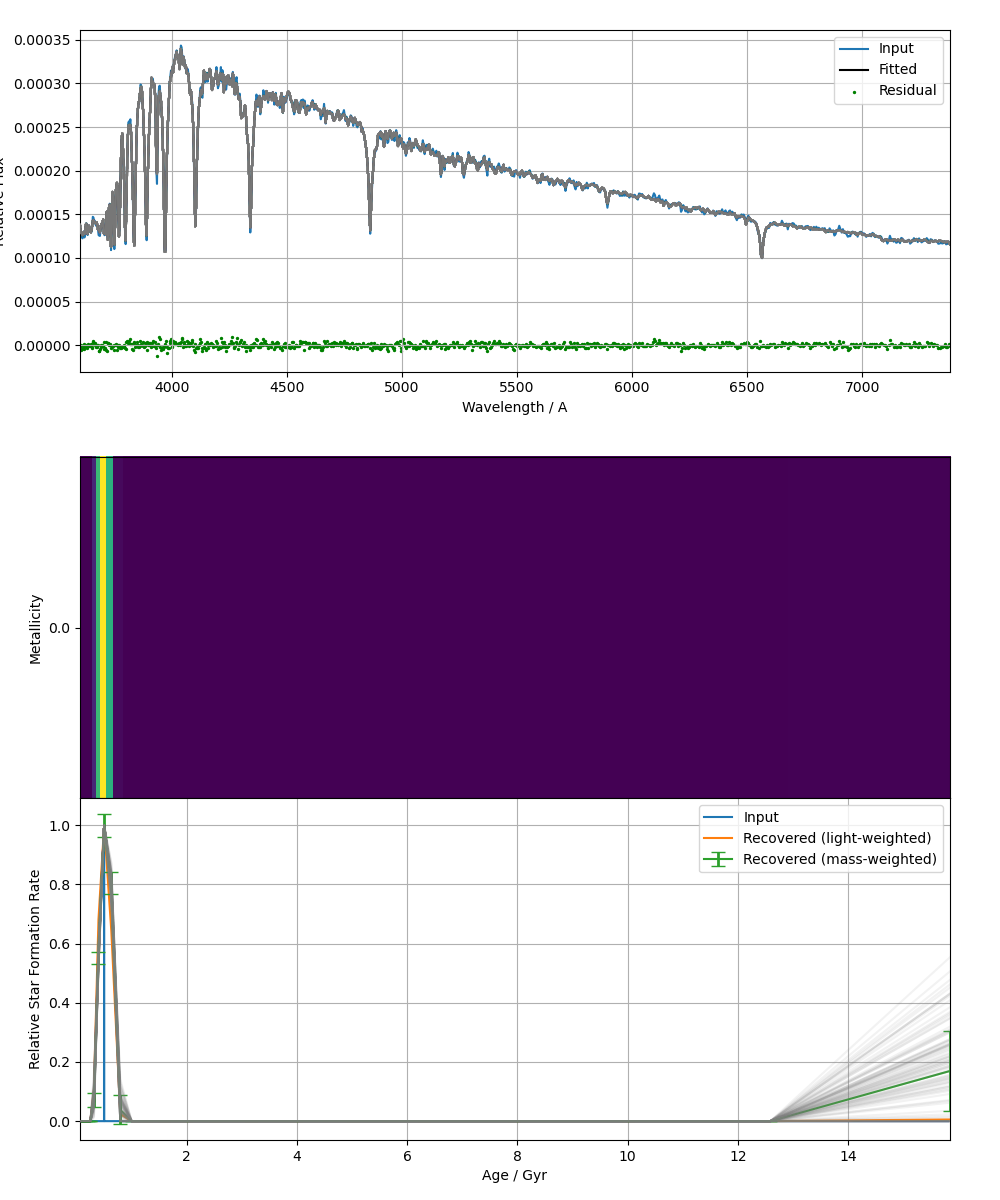 0.00035
0.00030
0.00025
0.00020
0.00015
0.00010
0.00005
0.00000
Input
Fitted
Residual
4000 4500 5000 5500 6000 6500 7000
Wavelength / A
Metallicity
0.0
1.0
0.8
0.6
0.4
0.2
0.0
Relative Star Formation Rate
Input
Recovered (light-weighted)
Recovered (mass-weighted)
2 4 6 8 10 12 14
Age / Gyr